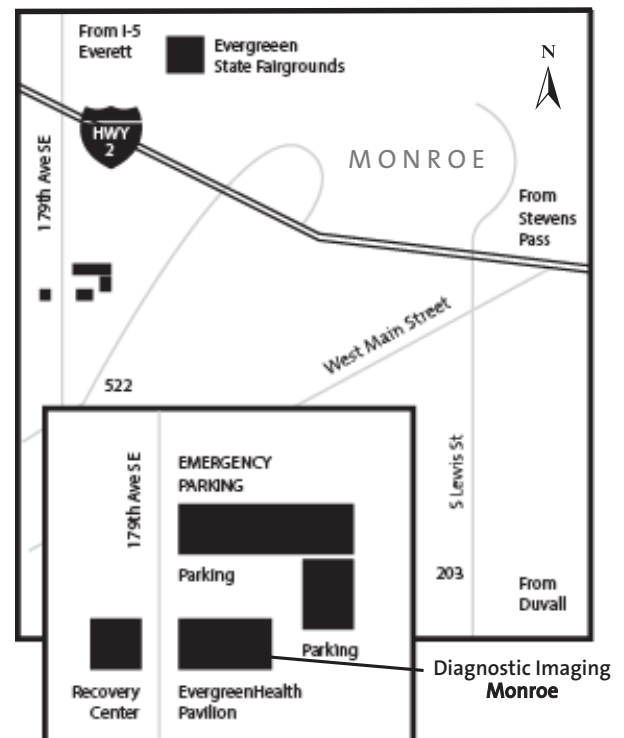 From I-5
Everett
Evergreeen
State Fairgrounds
N
HWY
2
MONROE
179th Ave SE
From
Stevens
Pass
West Main Street
522
S Lewis St
203
From
Duvall
179th Ave SE
EMERGENCY
PARKING
Parking
Parking
Recovery
Center
EvergreenHealth
Pavilion
Diagnostic Imaging
Monroe